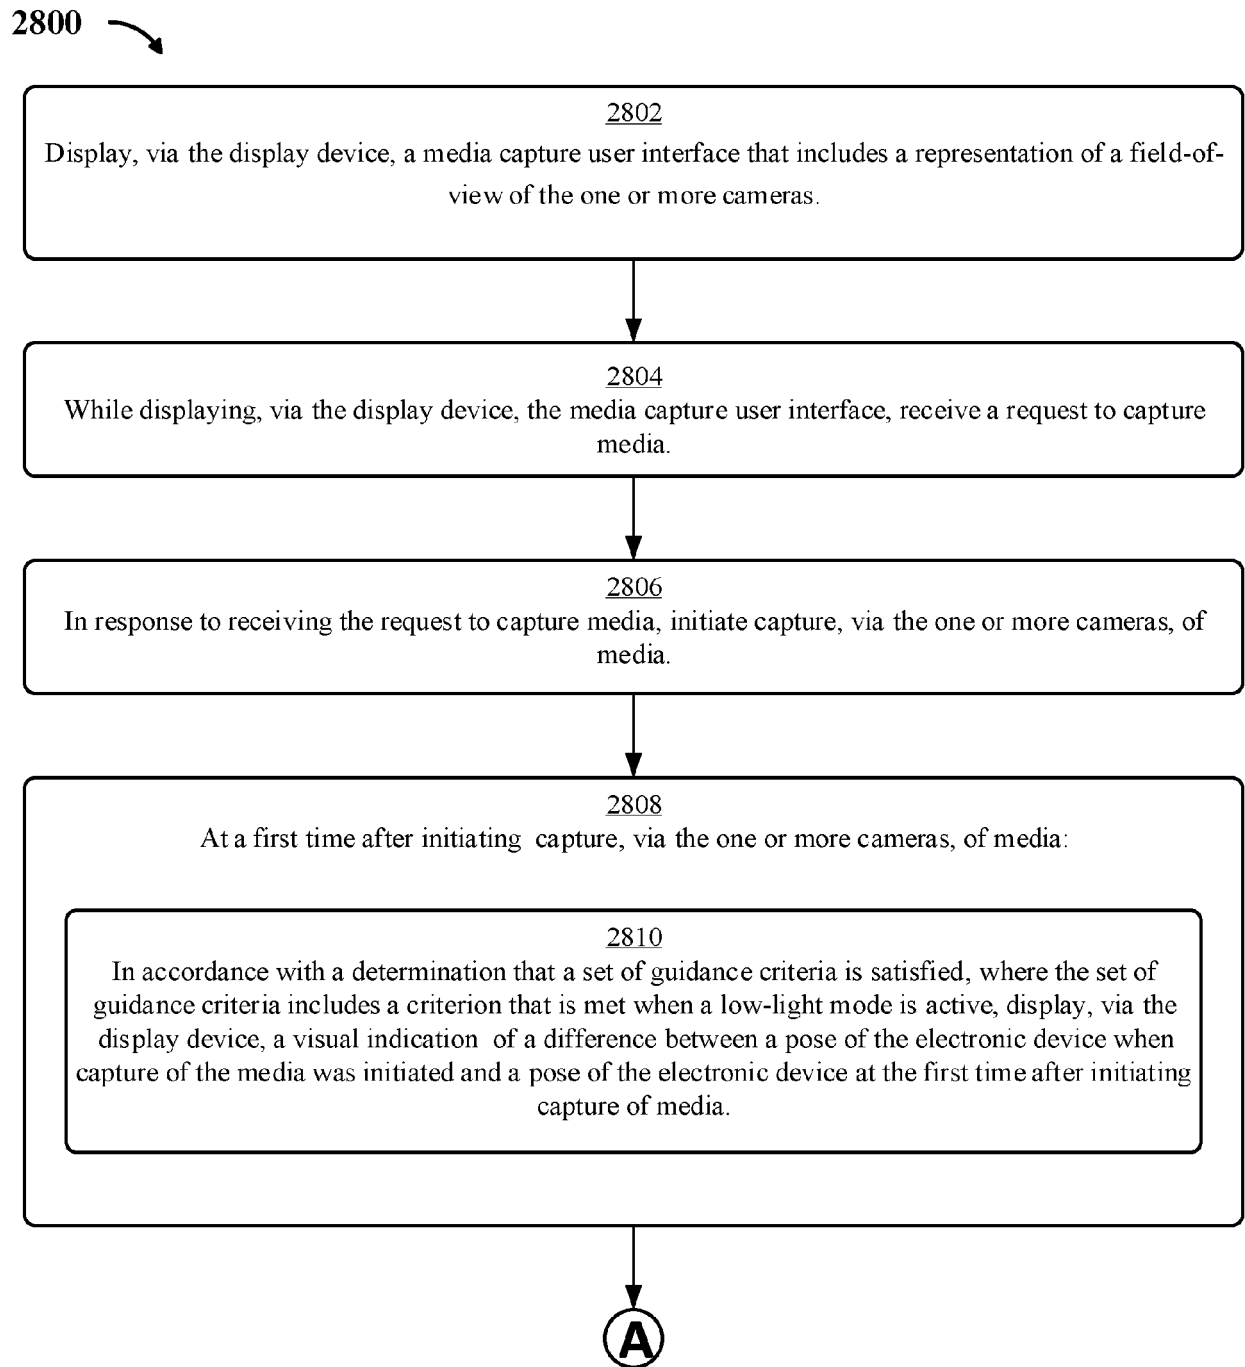 2800
2802
Display, via the display device, a media capture user interface that includes a representation of a field-of-
view of the one or more cameras.
2804
While displaying, via the display device, the media capture user interface, receive a request to capture
media.
2806
In response to receiving the request to capture media, initiate capture, via the one or more cameras, of
media.
2808
At a first time after initiating capture, via the one or more cameras, of media:
2810
In accordance with a determination that a set of guidance criteria is satisfied, where the set of
guidance criteria includes a criterion that is met when a low-light mode is active, display, via the
display device, a visual indication of a difference between a pose of the electronic device when
capture of the media was initiated and a pose of the electronic device at the first time after initiating
capture of media.
A